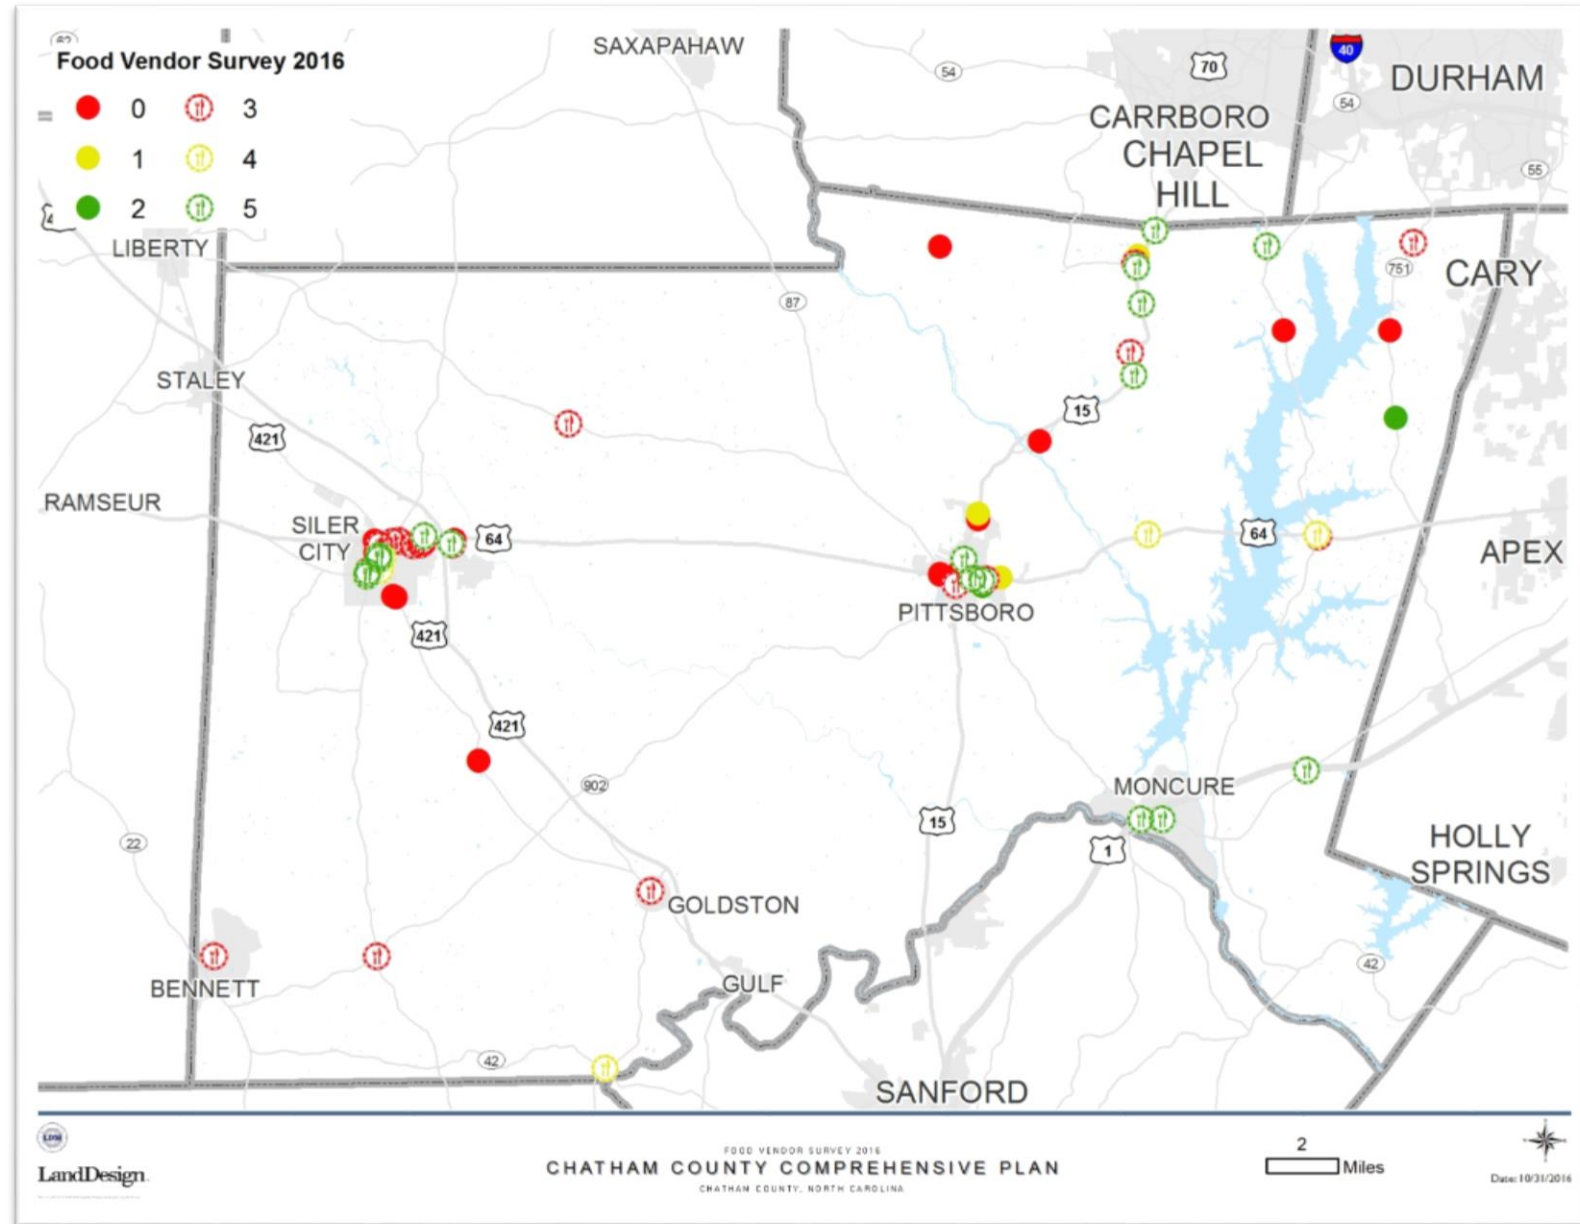 Food Vendor Survey 2016
0 3
1 4
2 5
SAXAPAHAW
54
70
40
DURHAM
54
CARRBORO
CHAPEL
HILL
55
LIBERTY
87
751
CARY
STALEY
421
15
RAMSEUR
SILER
CITY
64
64
APEX
PITTSBORO
421
421
902
MONCURE
15
1
22
HOLLY
SPRINGS
GOLDSTON
42
BENNETT
GULF
42
SANFORD
LandDesign
FOOD VENDOR SURVEY 2016
CHATHAM COUNTY COMPREHENSIVE PLAN
CHATHAM COUNTY, NORTH CAROLINA
2
Miles
Date: 10/31/2016